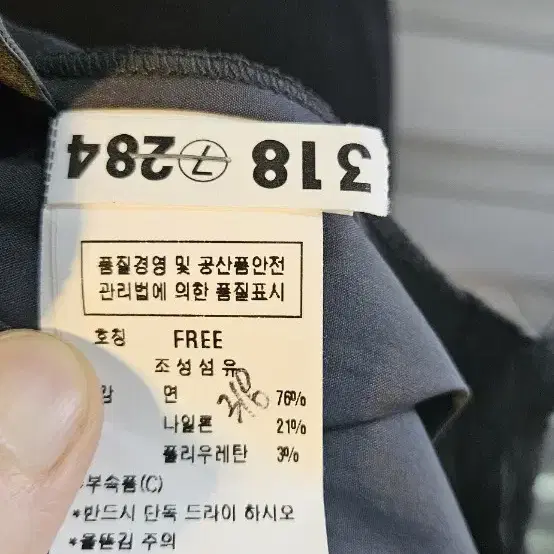 318 ⑦ 284
품질경영 및 공산품안전
관리법에 의한 품질표시
호칭 FREE
조성섬유
면 76%
나일론 21%
폴리우레탄 3%
부속품(C)
*반드시 단독 드라이 하시오
*올뜯김 주의